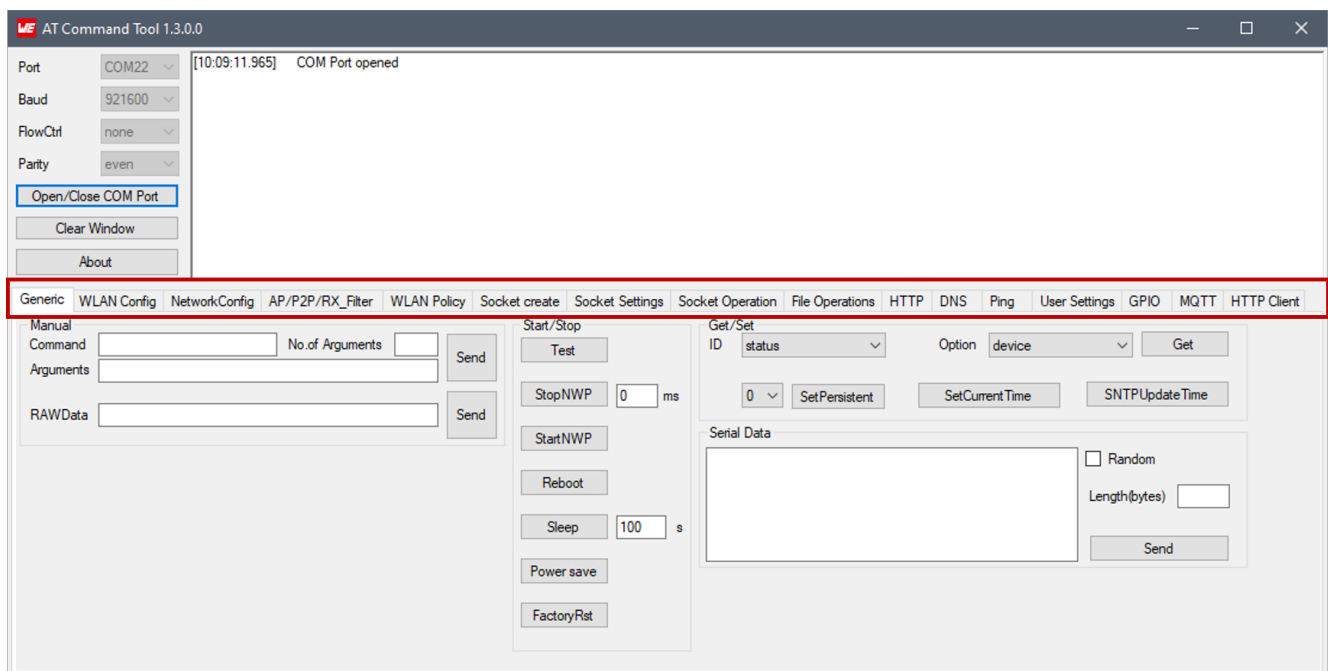 WE AT Command Tool 1.3.0.0
Port COM22
[10:09:11.965] COM Port opened
Baud 921600
FlowCtrl none
Parity even
Open/Close COM Port
Clear Window
About
Generic WLAN Config NetworkConfig AP/P2P/RX_Filter WLAN Policy Socket create Socket Settings Socket Operation File Operations HTTP DNS Ping User Settings GPIO MQTT HTTP Client
Manual
Command No.of Arguments Send
Arguments
RAWData Send
Start/Stop
Test
StopNWP 0 ms
StartNWP
Reboot
Sleep 100 s
Power save
FactoryRst
Get/Set
ID status Option device Get
0 SetPersistent SetCurrentTime SNTPUpdateTime
Serial Data
Random
Length(bytes)
Send